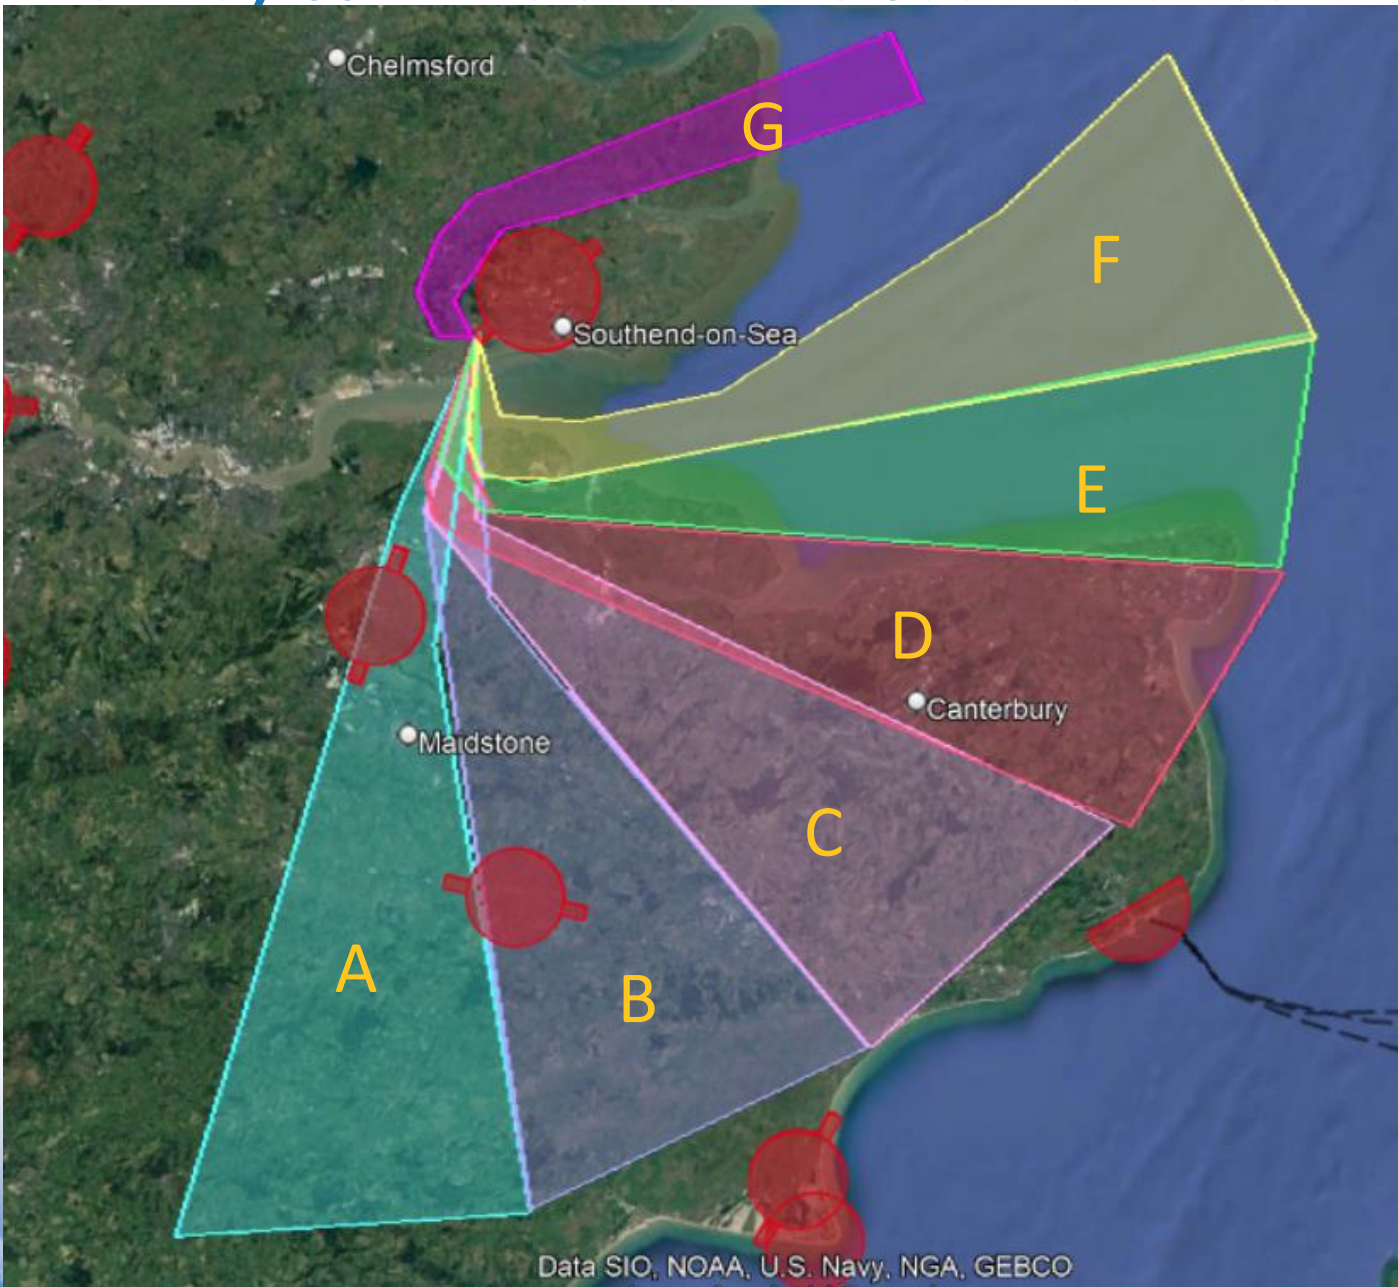 Chelmsford
G
F
Southend-on-Sea
E
D
Canterbury
Maidstone
C
A
B
Data SIO, NOAA, U.S. Navy, NGA, GEBCO